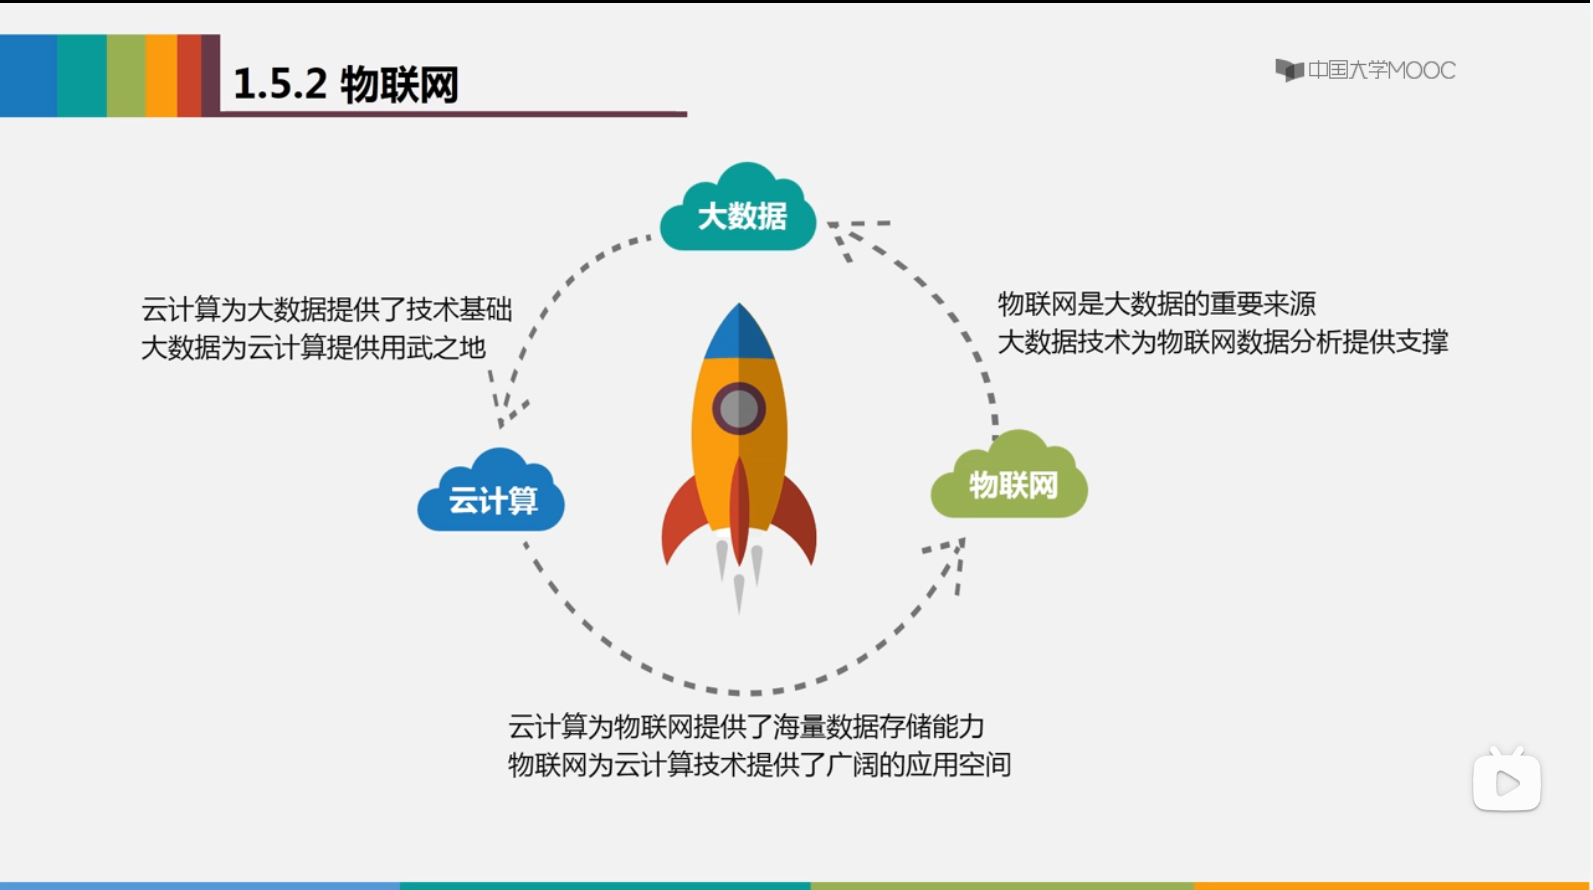 1.5.2 物联网
中国大学MOOC
大数据
云计算为大数据提供了技术基础
大数据为云计算提供用武之地
物联网是大数据的重要来源
大数据技术为物联网数据分析提供支撑
云计算
物联网
云计算为物联网提供了海量数据存储能力
物联网为云计算技术提供了广阔的应用空间